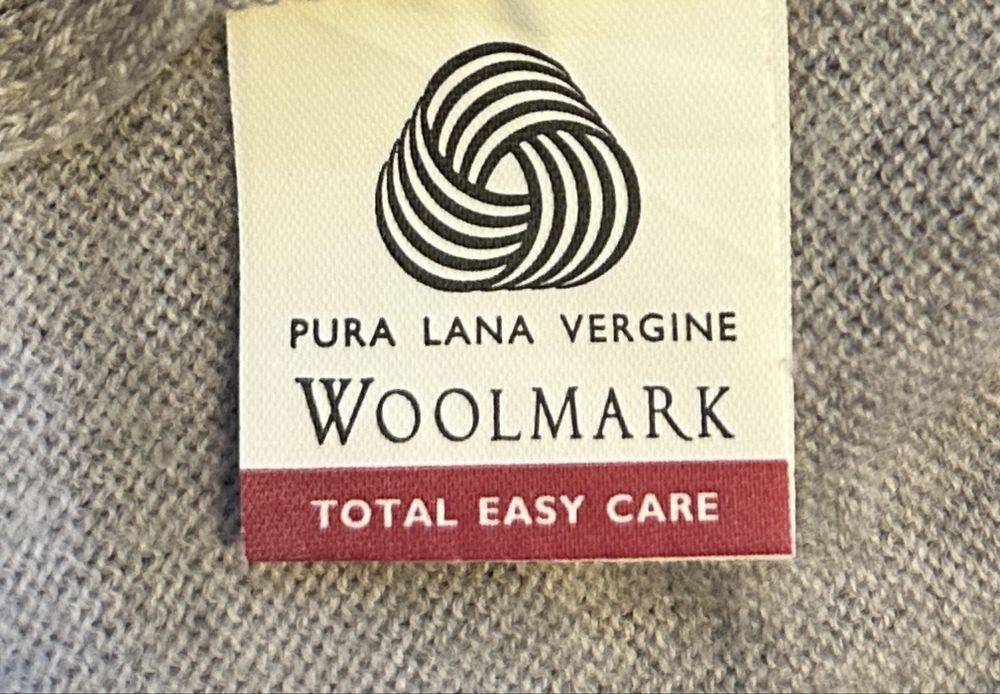 PURA LANA VERGINE
WOOLMARK
TOTAL EASY CARE